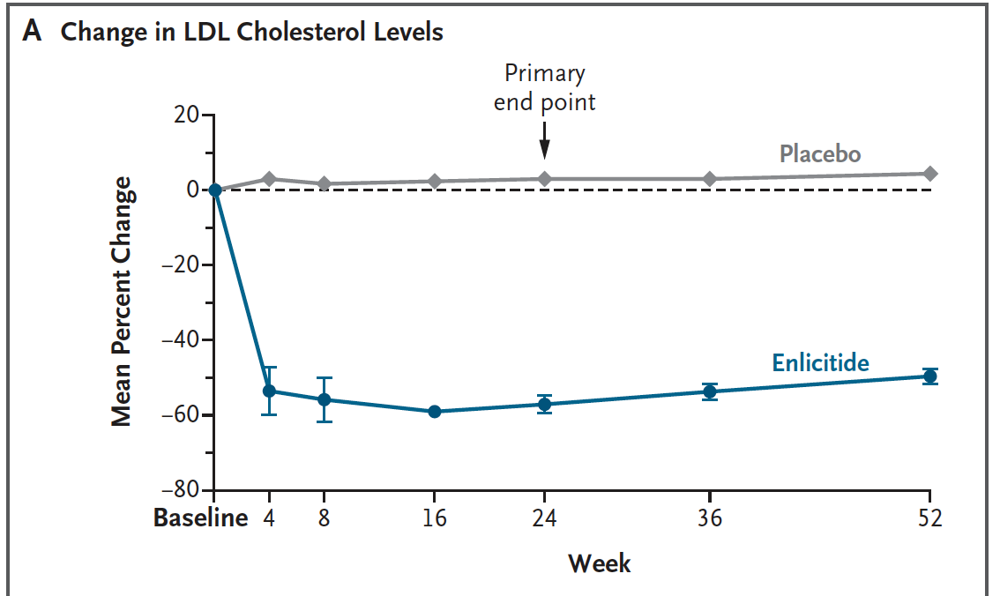 A Change in LDL Cholesterol Levels
Primary
end point
20
0
–20
–40
–60
–80
Mean Percent Change
Placebo
Enlicitide
Baseline 4 8 16 24 36 52
Week